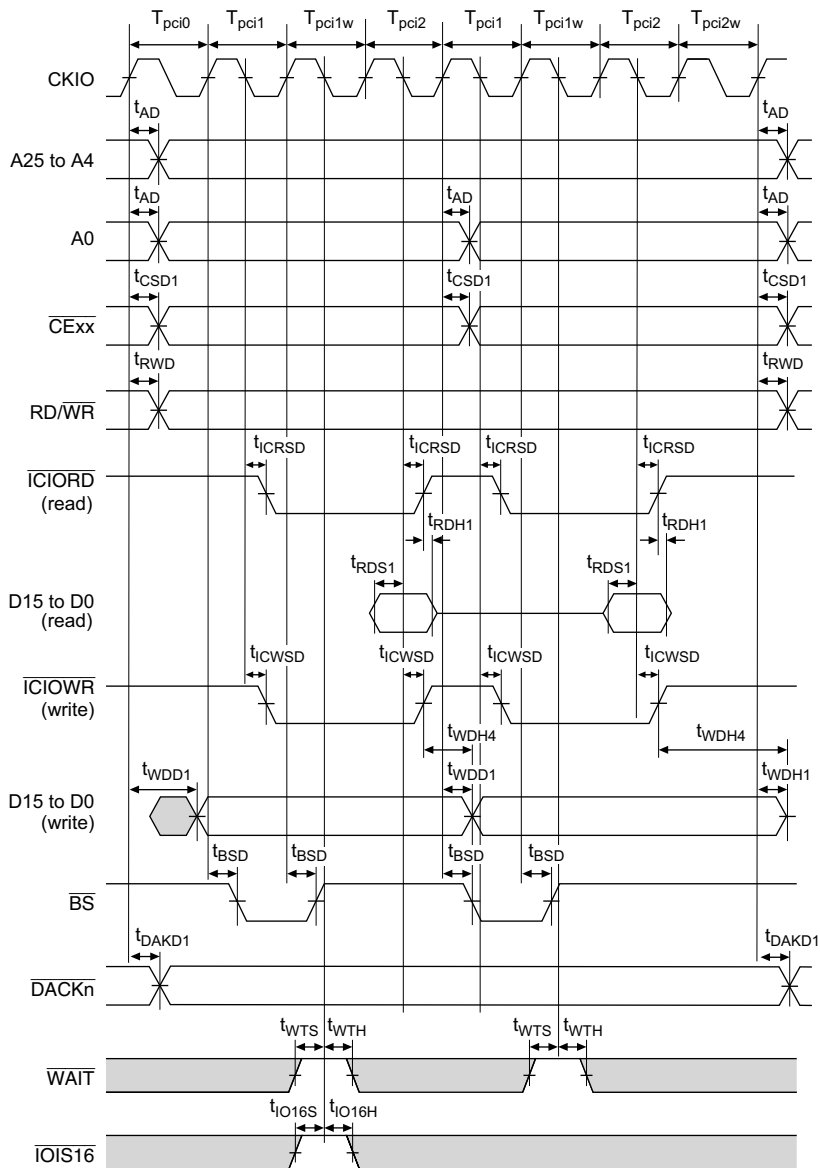 Tpci0 Tpci1 Tpci1w Tpci2 Tpci1 Tpci1w Tpci2 Tpci2w
CKIO
tAD tAD
A25 to A4
tAD tAD tAD
A0
tCSD1 tCSD1 tCSD1
CExx
tRWD tRWD
RD/WR
tICRSD tICRSD tICRSD tICRSD
ICIORD
(read)
tRDH1 tRDH1
tRDS1 tRDS1
D15 to D0
(read)
tICWSD tICWSD tICWSD tICWSD
ICIOWR
(write)
tWDH4 tWDH4
tWDD1 tWDD1 tWDH1
D15 to D0
(write)
tBSD tBSD tBSD tBSD
BS
tDAKD1 tDAKD1
DACKn
tWTS tWTH tWTS tWTH
WAIT
tIO16S tIO16H
IOIS16